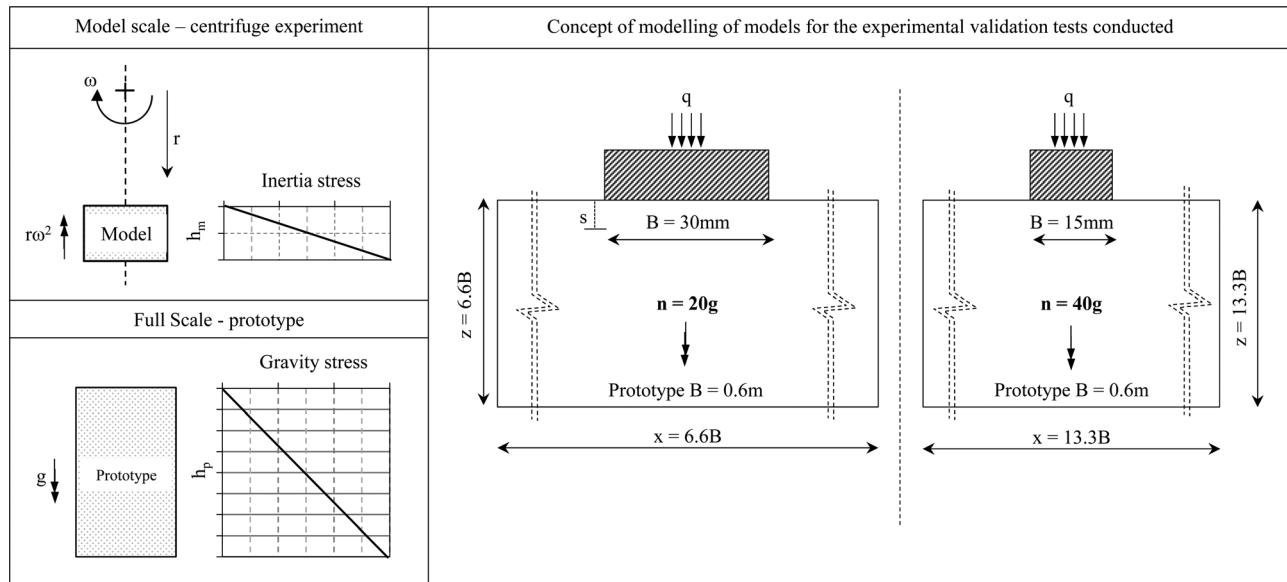 Model scale – centrifuge experiment
ω
r
rω²
Model
Inertia stress
hₘ
Full Scale - prototype
g
Prototype
Gravity stress
hₚ
Concept of modelling of models for the experimental validation tests conducted
q
s
B = 30mm
z = 6.6B
n = 20g
Prototype B = 0.6m
x = 6.6B
q
B = 15mm
n = 40g
z = 13.3B
Prototype B = 0.6m
x = 13.3B